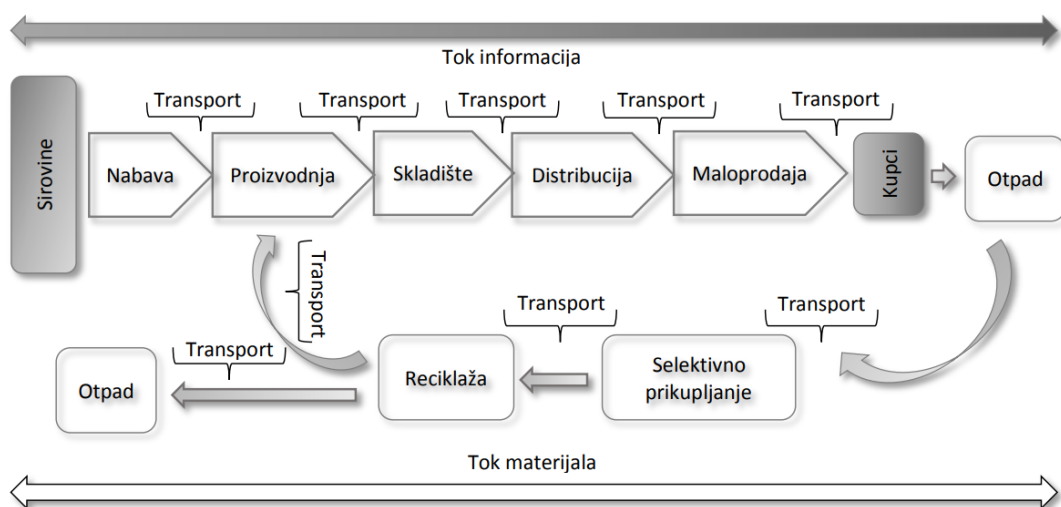 Tok informacija
Transport
Transport
Transport
Transport
Transport
Sirovine
Nabava
Proizvodnja
Skladište
Distribucija
Maloprodaja
Kupci
Otpad
Transport
Transport
Transport
Transport
Otpad
Reciklaža
Selektivno
prikupljanje
Tok materijala